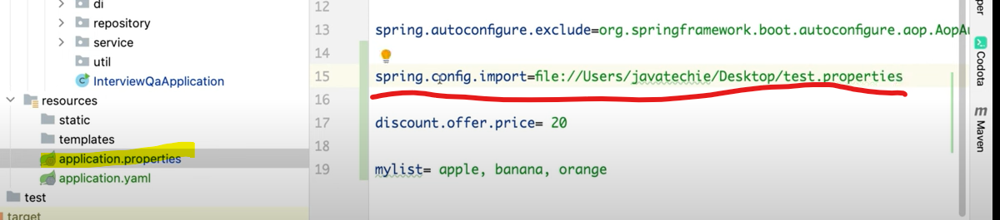 di
repository
service
util
InterviewQaApplication
resources
static
templates
application.properties
application.yaml
test
target
12
13 spring.autoconfigure.exclude=org.springframework.boot.autoconfigure.aop.AopAu
14
15 spring.config.import=file://Users/javatechie/Desktop/test.properties
16
17 discount.offer.price= 20
18
19 mylist= apple, banana, orange
per
Codota
m
Maven